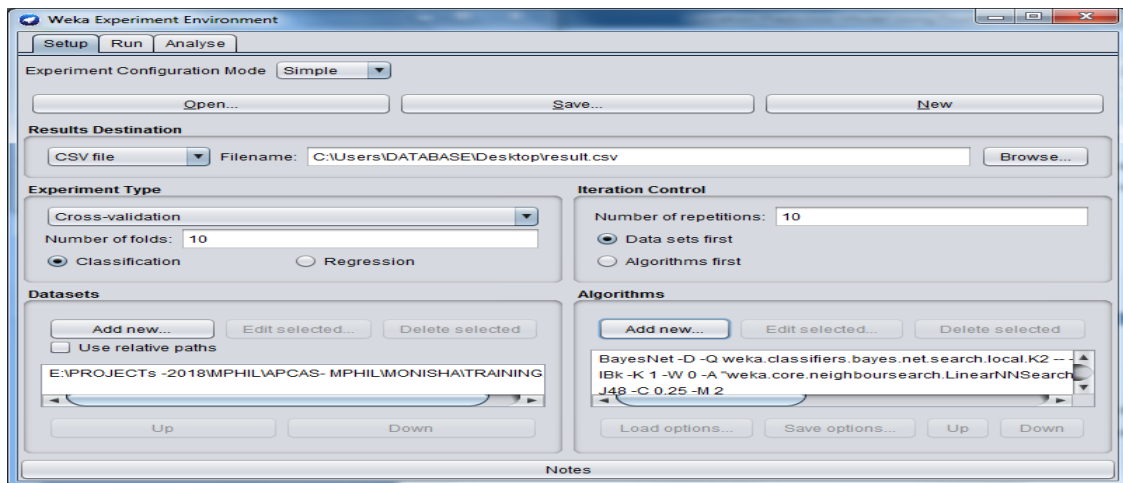 Weka Experiment Environment
Setup Run Analyse
Experiment Configuration Mode Simple
Open... Save... New
Results Destination
CSV file Filename: C:\Users\DATABASE\Desktop\result.csv Browse...
Experiment Type
Cross-validation
Number of folds: 10
Classification Regression
Iteration Control
Number of repetitions: 10
Data sets first
Algorithms first
Datasets
Add new... Edit selected... Delete selected
Use relative paths
E:\PROJECTs -2018\MPHIL\APCAS- MPHIL\MONISHA\TRAINING
Up Down
Algorithms
Add new... Edit selected... Delete selected
BayesNet -D -Q weka.classifiers.bayes.net.search.local.K2 -- -
IBk -K 1 -W 0 -A "weka.core.neighboursearch.LinearNNSearch
J48 -C 0.25 -M 2
Load options... Save options... Up Down
Notes